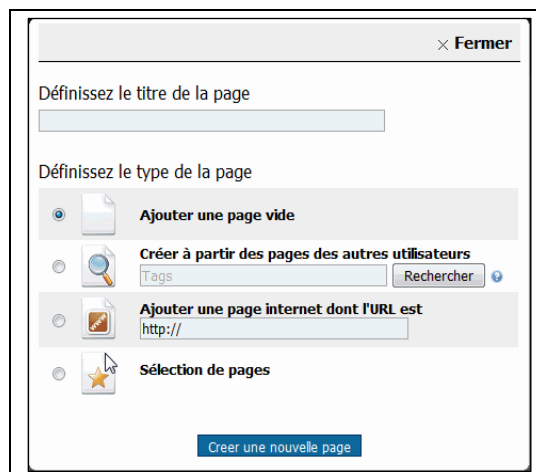 × Fermer
Définissez le titre de la page
Définissez le type de la page
Ajouter une page vide
Créer à partir des pages des autres utilisateurs
Tags Rechercher ?
www
Ajouter une page internet dont l'URL est
http://
Sélection de pages
Creer une nouvelle page